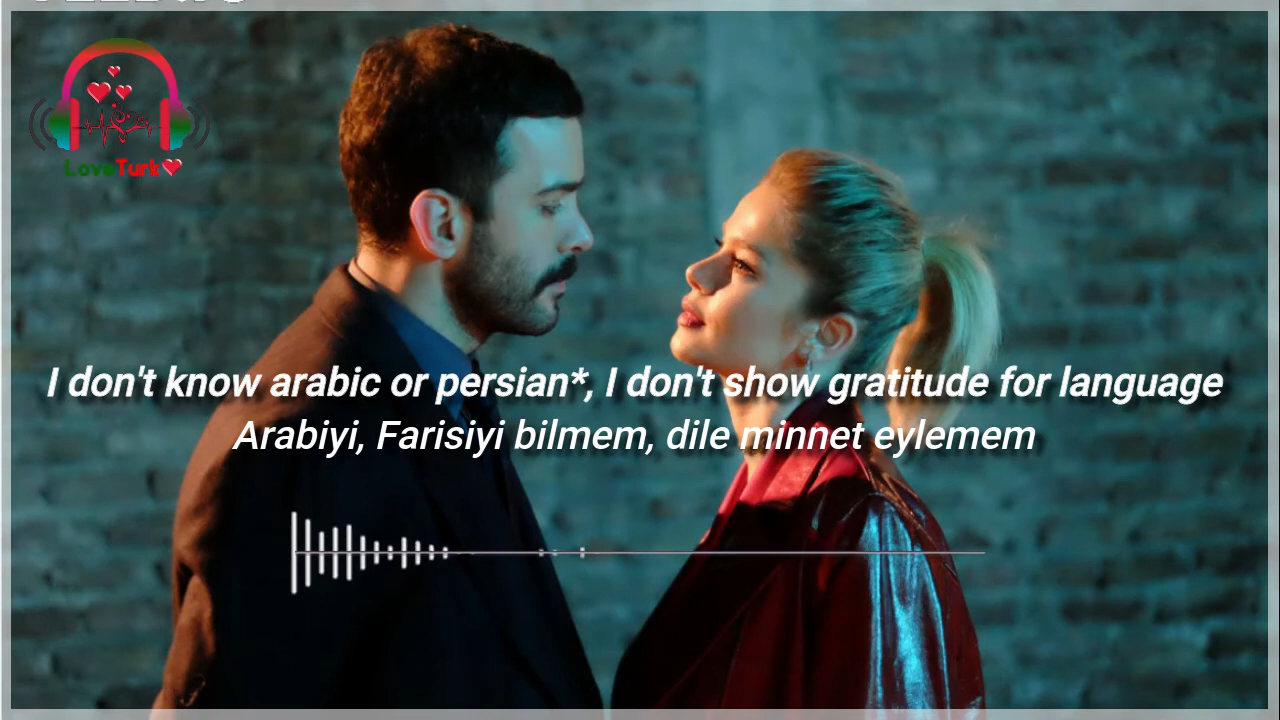 LoveTurk
I don't know arabic or persian*, I don't show gratitude for language
Arabiyi, Farisiyi bilmem, dile minnet eylemem